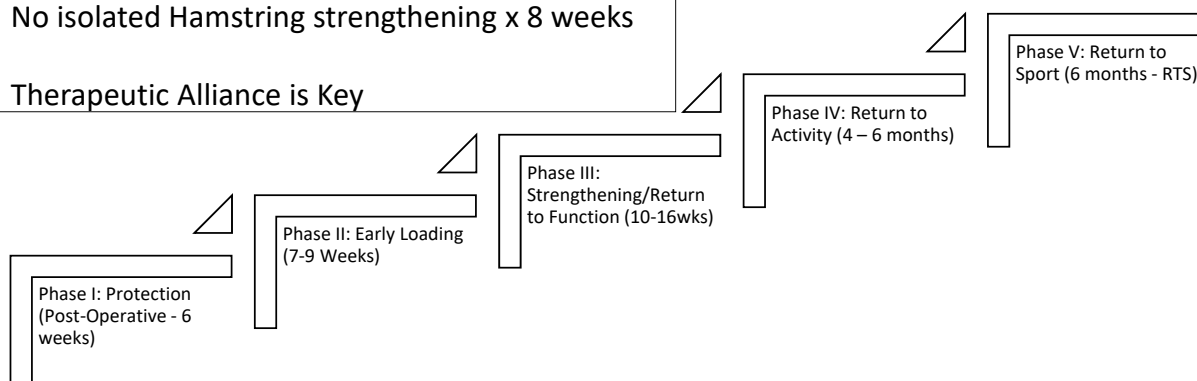 No isolated Hamstring strengthening x 8 weeks
Therapeutic Alliance is Key
Phase I: Protection
(Post-Operative - 6
weeks)
Phase II: Early Loading
(7-9 Weeks)
Phase III:
Strengthening/Return
to Function (10-16wks)
Phase IV: Return to
Activity (4 – 6 months)
Phase V: Return to
Sport (6 months - RTS)